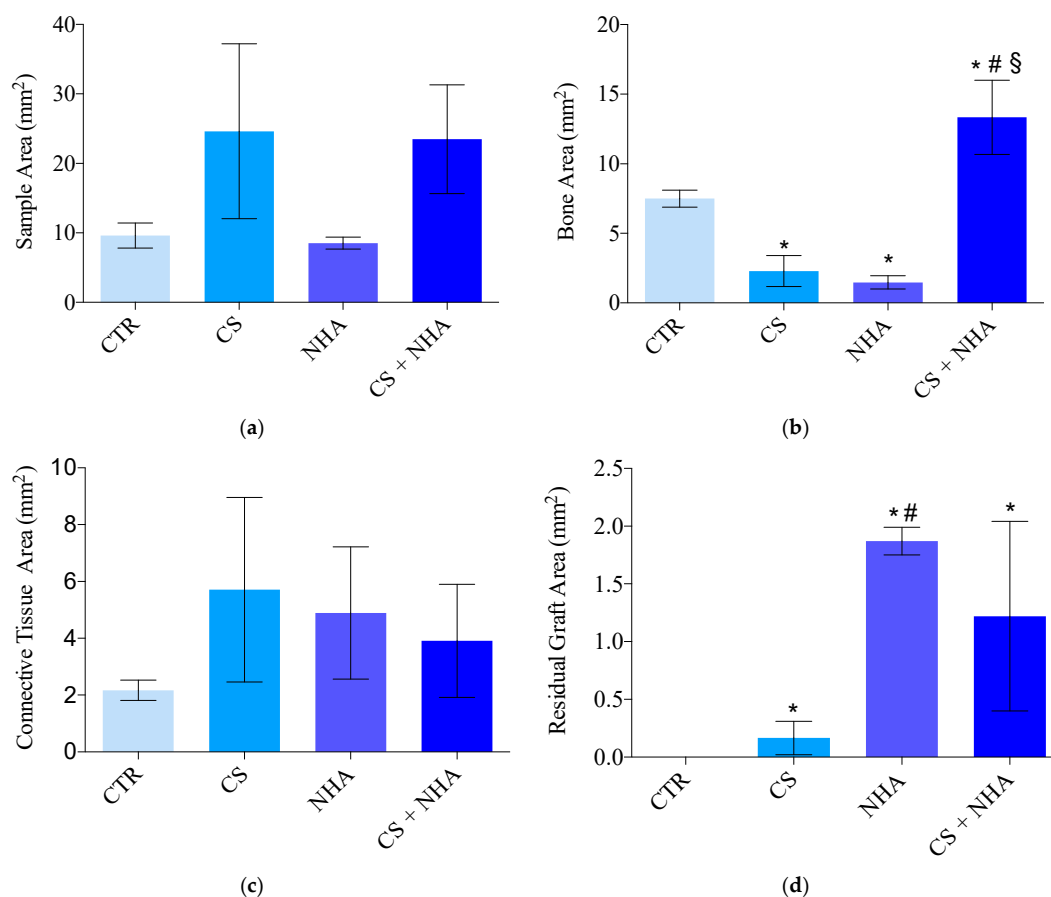 Sample Area (mm²)
40
30
20
10
0
CTR
CS
NHA
CS + NHA
(a)
Bone Area (mm²)
20
15
10
5
0
*
*
* # §
CTR
CS
NHA
CS + NHA
(b)
Connective Tissue Area (mm²)
10
8
6
4
2
0
CTR
CS
NHA
CS + NHA
(c)
Residual Graft Area (mm²)
2.5
2.0
1.5
1.0
0.5
0.0
*
* #
*
CTR
CS
NHA
CS + NHA
(d)